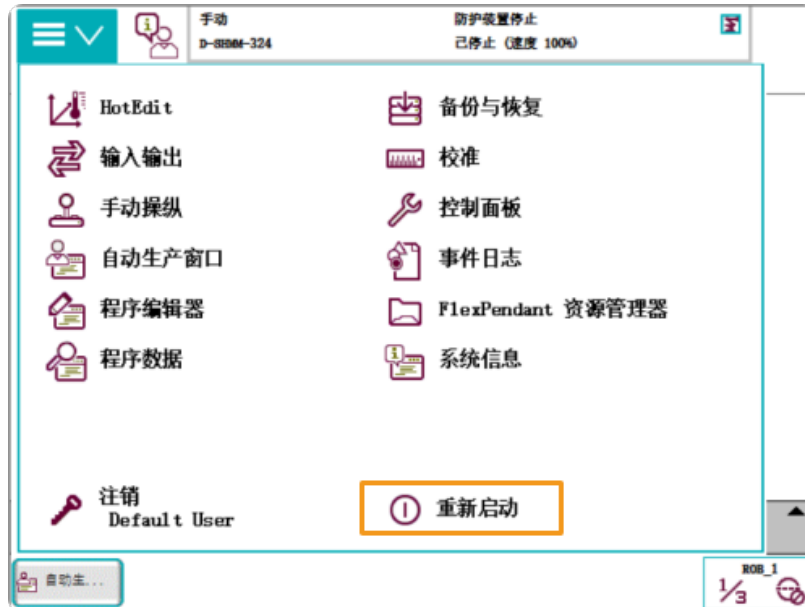 手动
防护装置停止
D-SHMM-324
已停止 (速度 100%)
HotEdit
备份与恢复
输入输出
校准
手动操纵
控制面板
自动生产窗口
事件日志
程序编辑器
FlexPendant 资源管理器
程序数据
系统信息
注销
Default User
重新启动
自动生...
ROB_1
1/3